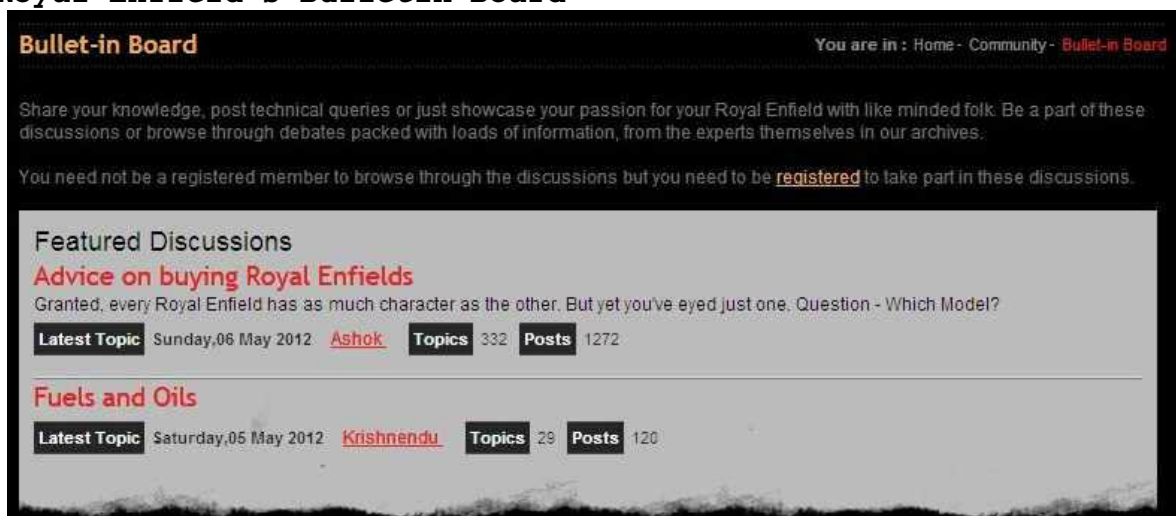 Bullet-in Board
You are in : Home - Community - Bullet-in Board
Share your knowledge, post technical queries or just showcase your passion for your Royal Enfield with like minded folk. Be a part of these
discussions or browse through debates packed with loads of information, from the experts themselves in our archives.
You need not be a registered member to browse through the discussions but you need to be registered to take part in these discussions.
Featured Discussions
Advice on buying Royal Enfields
Granted, every Royal Enfield has as much character as the other. But yet you've eyed just one. Question - Which Model?
Latest Topic Sunday,06 May 2012 Ashok Topics 332 Posts 1272
Fuels and Oils
Latest Topic Saturday,05 May 2012 Krishnendu Topics 29 Posts 120